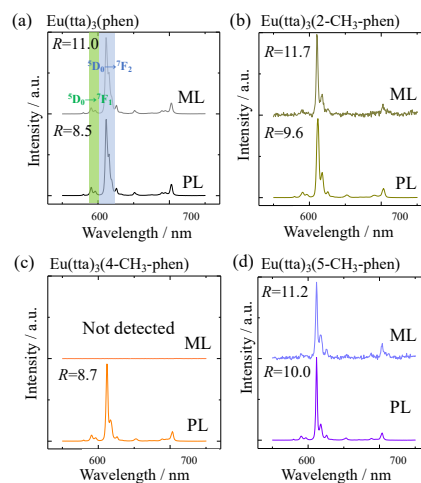 (a) Eu(tta)₃(phen)
R=11.0
⁵D₀→⁷F₂
⁵D₀→⁷F₁
ML
R=8.5
PL
Intensity / a.u.
600 700
Wavelength / nm
(b) Eu(tta)₃(2-CH₃-phen)
R=11.7
ML
R=9.6
PL
Intensity / a.u.
600 700
Wavelength / nm
(c) Eu(tta)₃(4-CH₃-phen)
Not detected
ML
R=8.7
PL
Intensity / a.u.
600 700
Wavelength / nm
(d) Eu(tta)₃(5-CH₃-phen)
R=11.2
ML
R=10.0
PL
Intensity / a.u.
600 700
Wavelength / nm